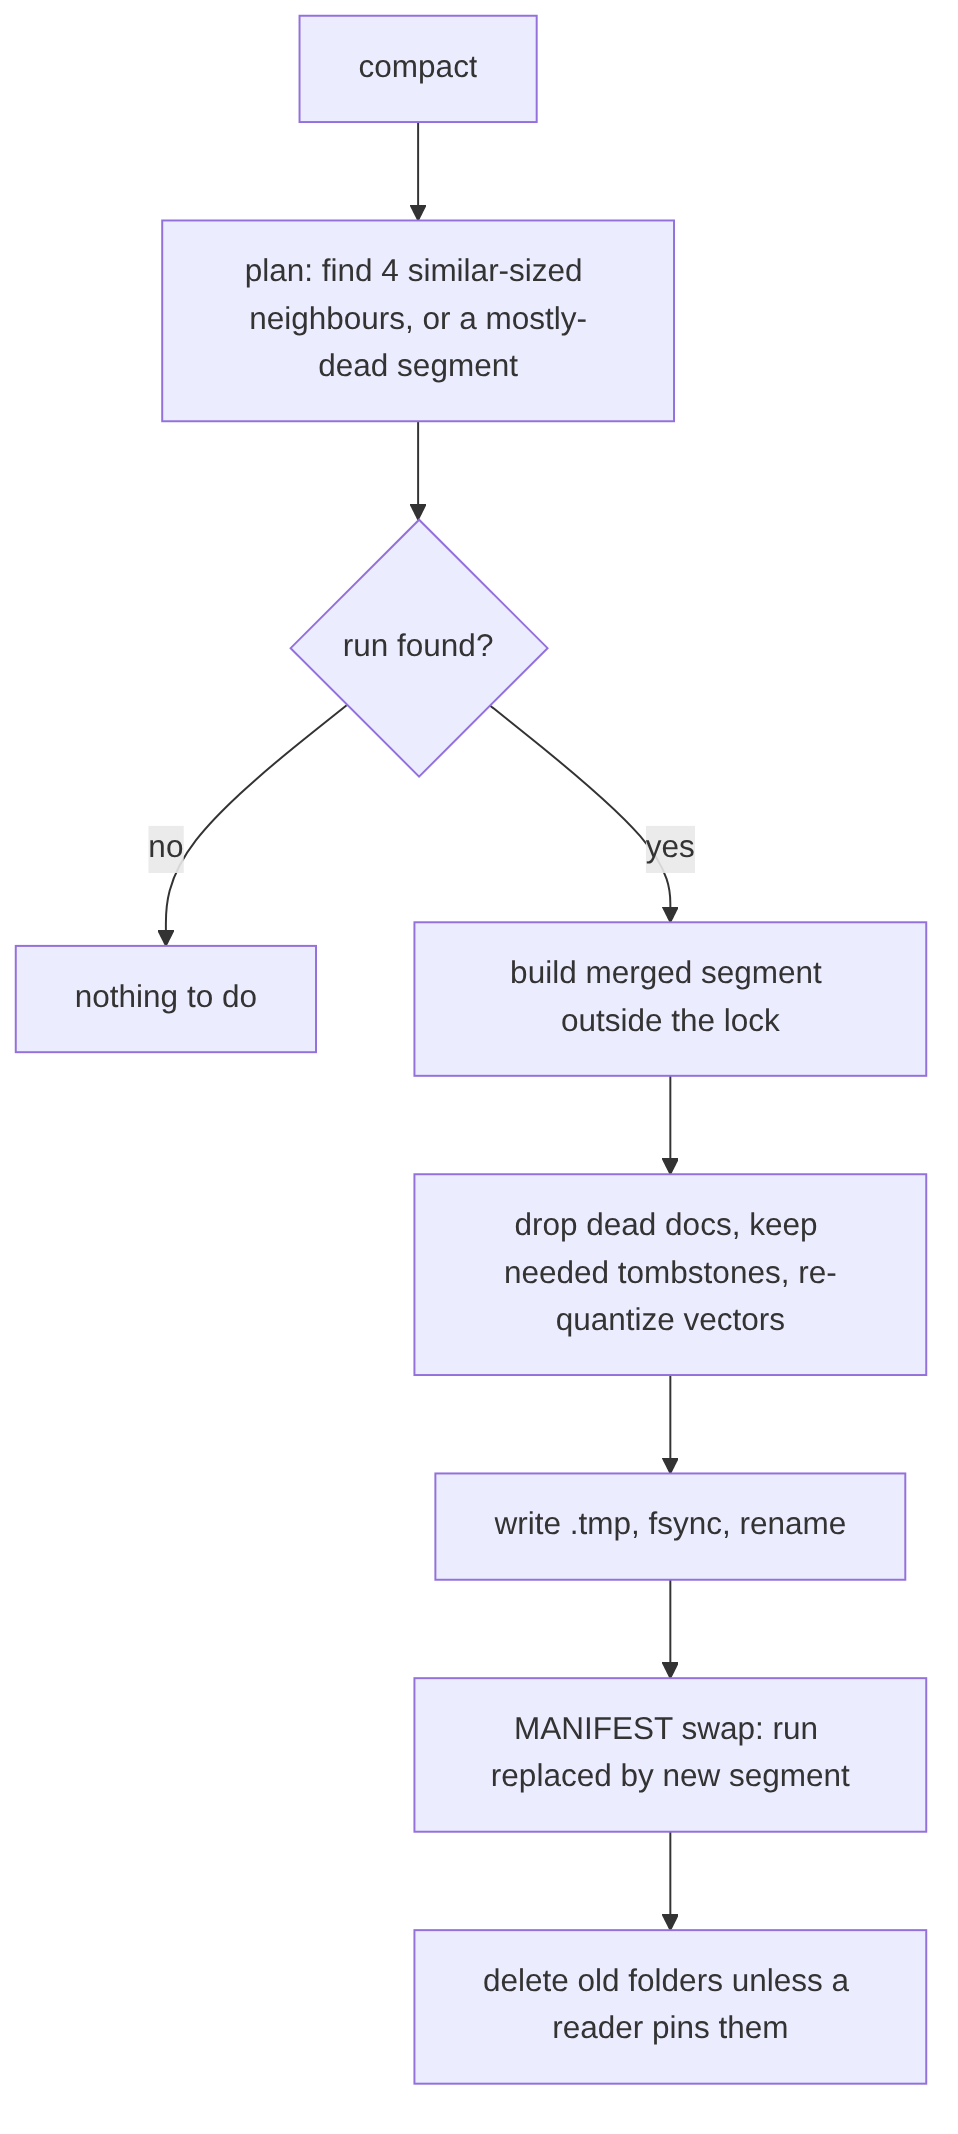 compact
plan: find 4 similar-sized
neighbours, or a mostly-
dead segment
run found?
no
yes
nothing to do
build merged segment
outside the lock
drop dead docs, keep
needed tombstones, re-
quantize vectors
write .tmp, fsync, rename
MANIFEST swap: run
replaced by new segment
delete old folders unless a
reader pins them